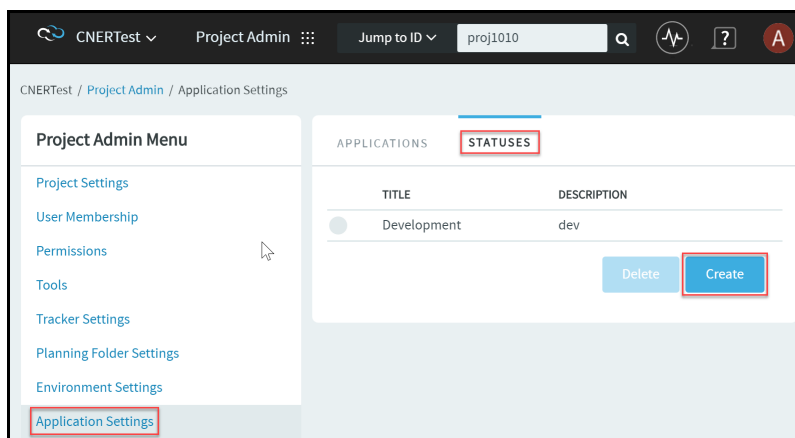 CNERTest Project Admin Jump to ID proj1010 ? A
CNERTest / Project Admin / Application Settings
Project Admin Menu
Project Settings
User Membership
Permissions
Tools
Tracker Settings
Planning Folder Settings
Environment Settings
Application Settings
APPLICATIONS STATUSES
TITLE DESCRIPTION
Development dev
Delete Create